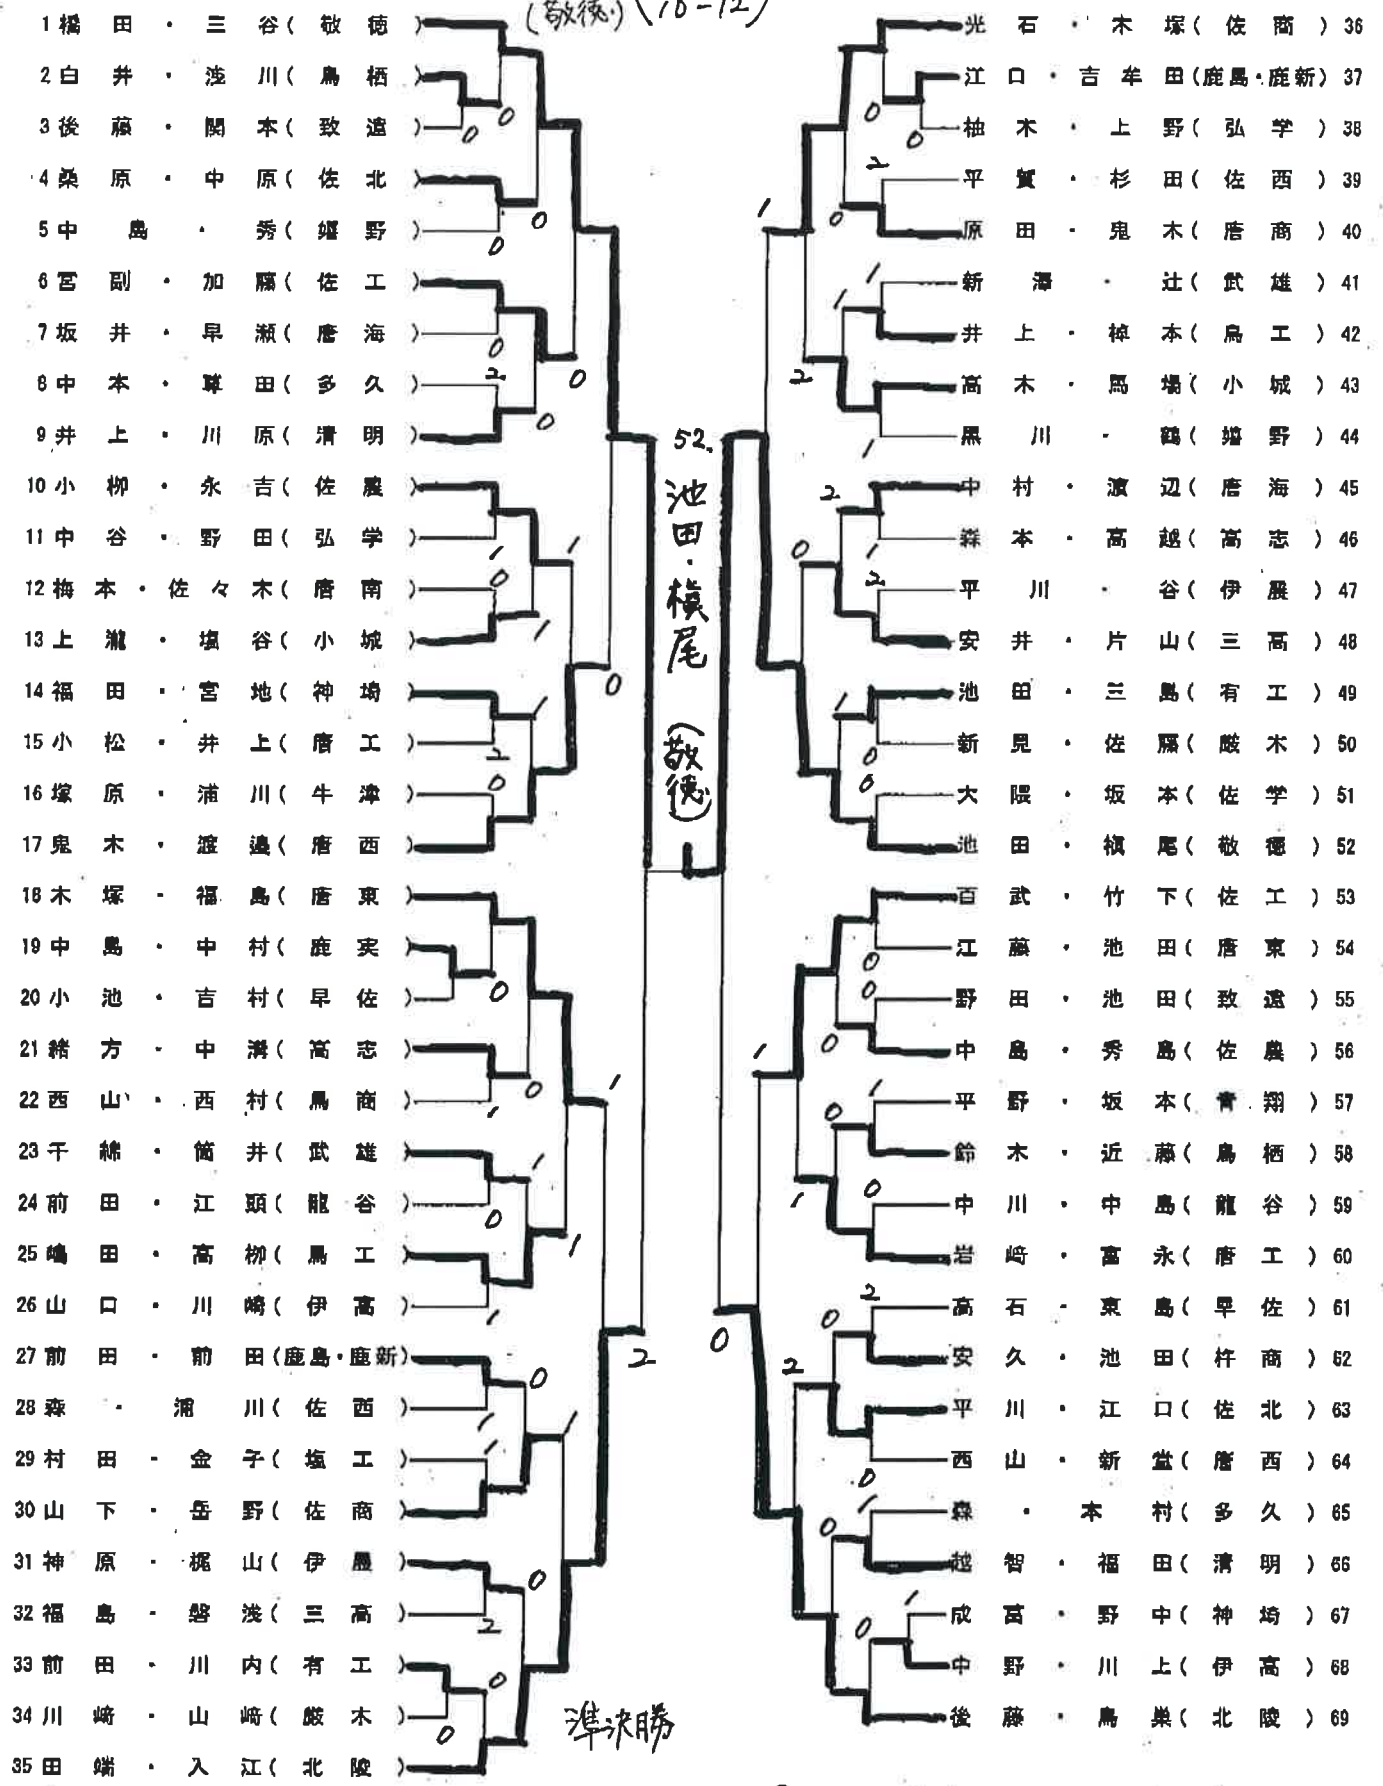 (敬徳) (10-12)
1 橋田・三谷(敬徳)
2 白井・浅川(鳥栖)
3 後藤・関本(致遠)
4 桑原・中原(佐北)
5 中島・秀(嬉野)
6 宮副・加藤(佐工)
7 坂井・早瀬(唐海)
8 中本・草田(多久)
9 井上・川原(清明)
10 小柳・永吉(佐農)
11 中谷・野田(弘学)
12 梅本・佐々木(唐南)
13 上瀧・塩谷(小城)
14 福田・宮地(神埼)
15 小松・井上(唐工)
16 塚原・浦川(牛津)
17 鬼木・渡邉(唐西)
18 木塚・福島(唐東)
19 中島・中村(鹿実)
20 小池・吉村(早佐)
21 緒方・中溝(高志)
22 西山・西村(鳥商)
23 千綿・筒井(武雄)
24 前田・江頭(龍谷)
25 嶋田・高柳(鳥工)
26 山口・川崎(伊高)
27 前田・前田(鹿島・鹿新)
28 森・浦川(佐西)
29 村田・金子(塩工)
30 山下・岳野(佐商)
31 神原・梶山(伊農)
32 福島・磐浅(三高)
33 前田・川内(有工)
34 川﨑・山﨑(厳木)
35 田端・入江(北陵)
52. 池田・槇尾 (敬徳)
準決勝
光石・木塚(佐商) 36
江口・吉牟田(鹿島・鹿新) 37
柚木・上野(弘学) 38
平賀・杉田(佐西) 39
原田・鬼木(唐商) 40
新澤・辻(武雄) 41
井上・棹本(鳥工) 42
高木・馬場(小城) 43
黒川・鶴(嬉野) 44
中村・濵辺(唐海) 45
森本・高越(高志) 46
平川・谷(伊農) 47
安井・片山(三高) 48
池田・三島(有工) 49
新見・佐藤(厳木) 50
大隈・坂本(佐学) 51
池田・槇尾(敬徳) 52
百武・竹下(佐工) 53
江藤・池田(唐東) 54
野田・池田(致遠) 55
中島・秀島(佐農) 56
平野・坂本(青翔) 57
鈴木・近藤(鳥栖) 58
中川・中島(龍谷) 59
岩﨑・富永(唐工) 60
高石・東島(早佐) 61
安久・池田(杵商) 62
平川・江口(佐北) 63
西山・新堂(唐西) 64
森・本村(多久) 65
越智・福田(清明) 66
成富・野中(神埼) 67
中野・川上(伊高) 68
後藤・鳥巣(北陵) 69